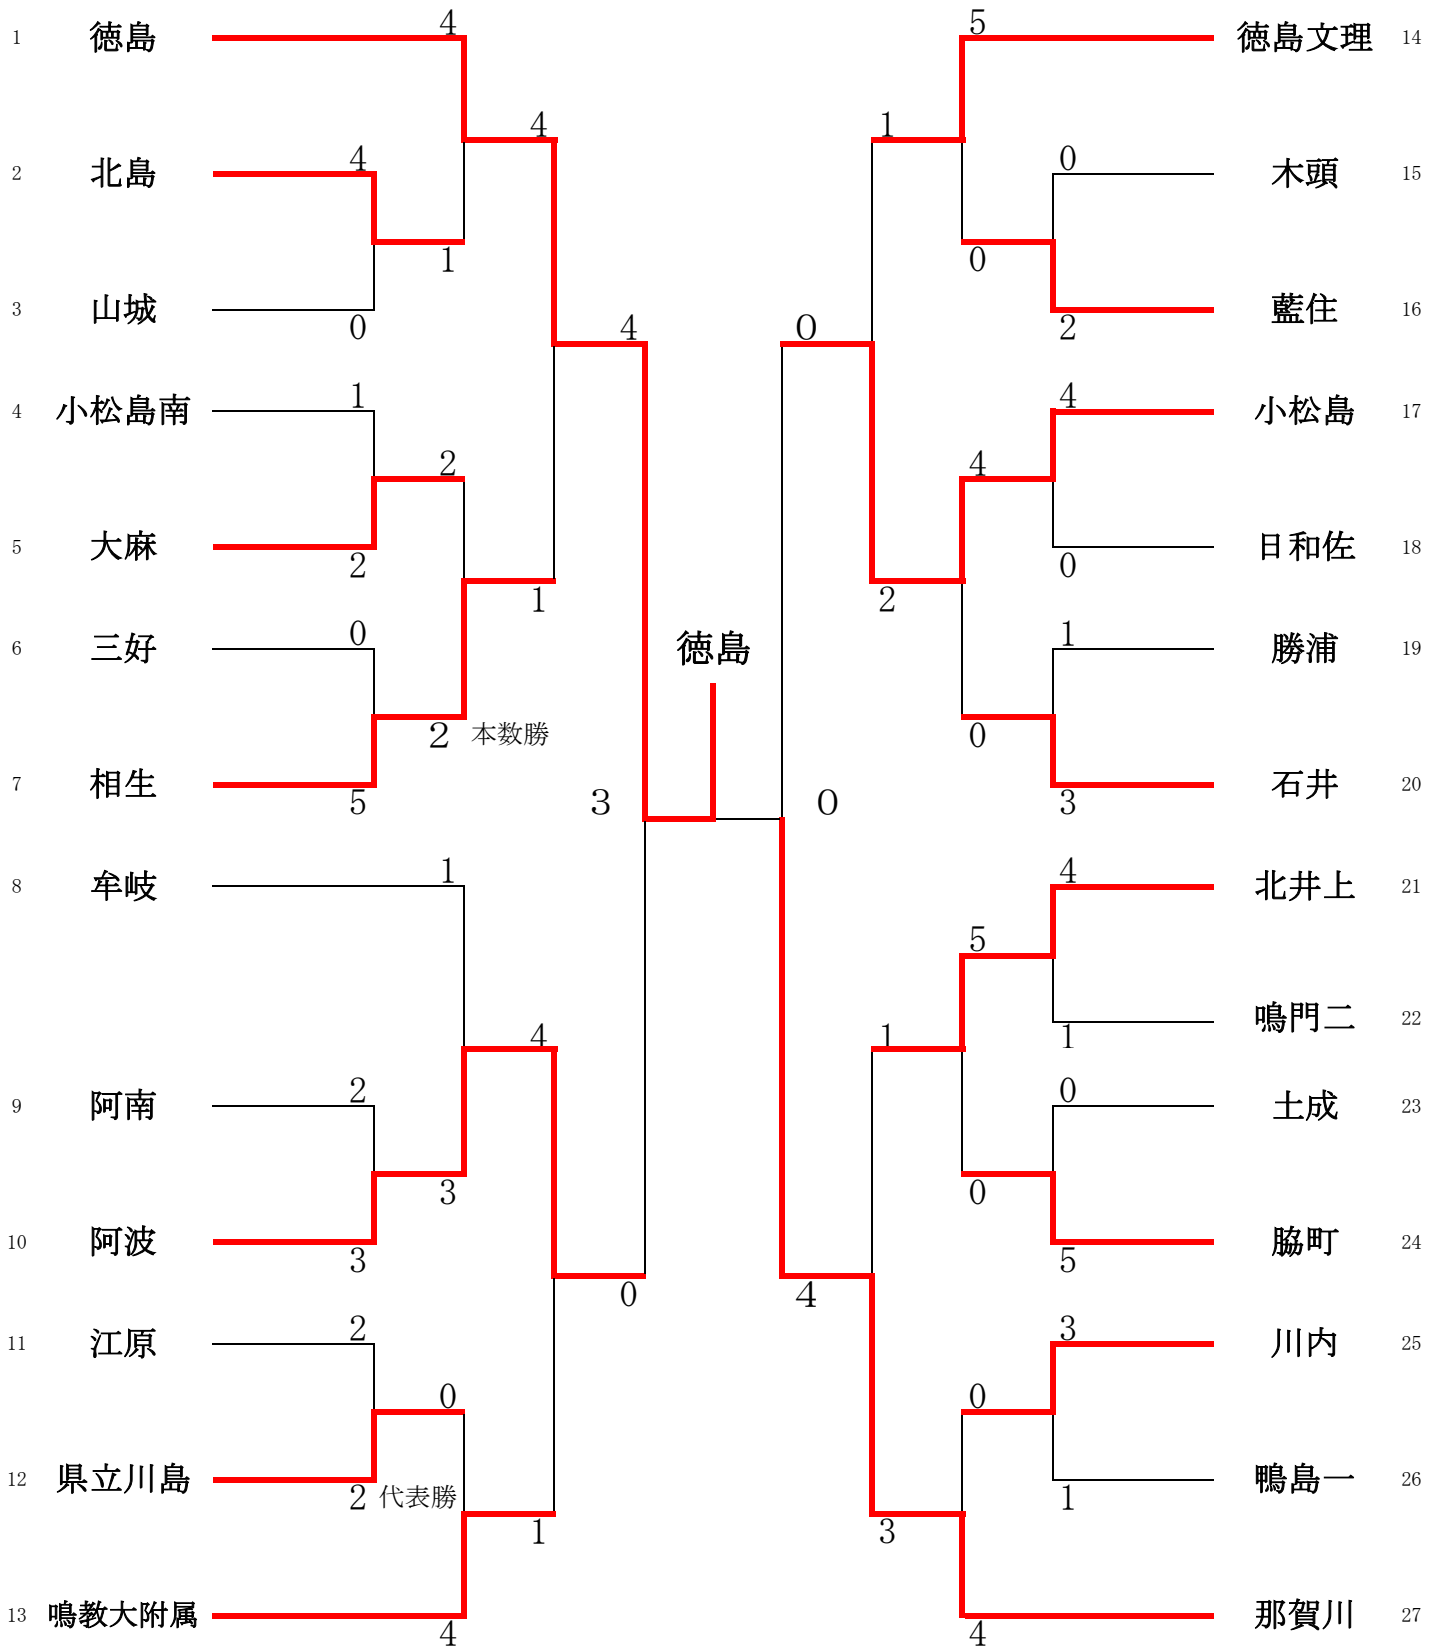 4
5
1 徳島
徳島文理 14
4
1
4
0
2 北島
木頭 15
1
0
3 山城
藍住 16
0
4
0
2
1
4
4 小松島南
小松島 17
2
4
5 大麻
日和佐 18
2
0
1
2
0
1
6 三好
徳島
勝浦 19
2 本数勝
0
7 相生
石井 20
5
3
0
3
1
4
8 牟岐
北井上 21
5
鳴門二 22
4
1
1
2
0
9 阿南
土成 23
3
0
10 阿波
脇町 24
3
5
0
4
2
3
11 江原
川内 25
0
0
12 県立川島
鴨島一 26
2 代表勝
1
1
3
13 鳴教大附属
那賀川 27
4
4